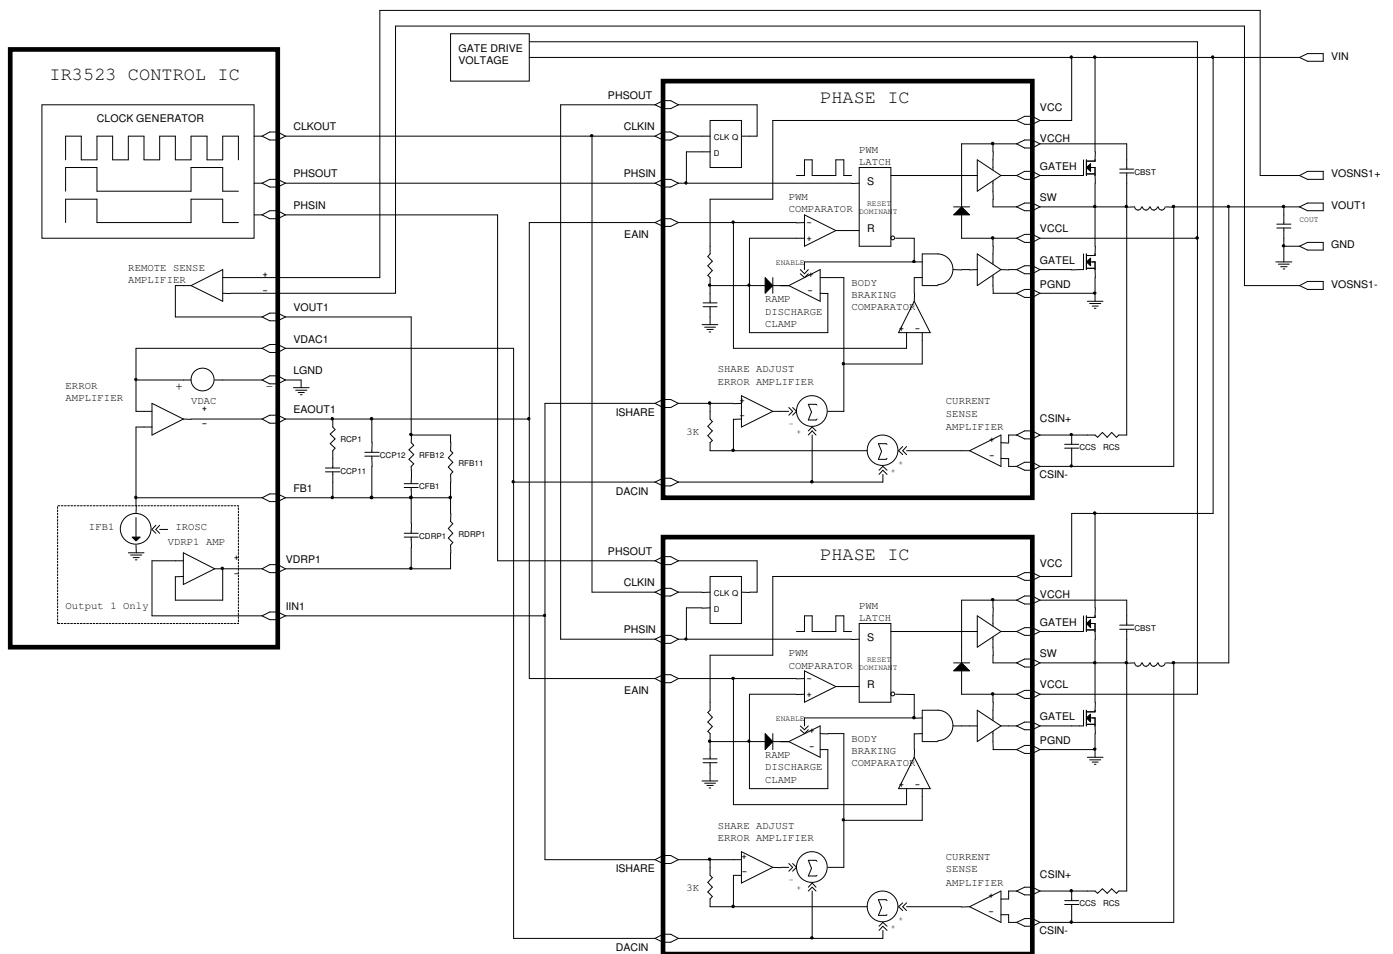 IR3523 CONTROL IC
CLOCK GENERATOR
CLKOUT
PHSOUT
PHSIN
REMOTE SENSE
AMPLIFIER
+
−
VOUT1
VDAC1
LGND
−
+
VDAC
ERROR
AMPLIFIER
+
−
EAOUT1
RCP1
CCP11
CCP12
RFB12
RFB11
CFB1
FB1
IFB1
IROSC
VDRP1 AMP
+
−
VDRP1
CDRP1
RDRP1
Output 1 Only
IIN1
GATE DRIVE
VOLTAGE
VIN
VOSNS1+
VOUT1
COUT
GND
VOSNS1-
PHASE IC
PHSOUT
CLKIN
PHSIN
EAIN
ISHARE
DACIN
CLK Q
D
PWM
LATCH
S
RESET
DOMINANT
R
PWM
COMPARATOR
−
+
ENABLE
+
−
RAMP
DISCHARGE
CLAMP
BODY
BRAKING
COMPARATOR
+ −
SHARE ADJUST
ERROR AMPLIFIER
+
−
3K
Σ
− +
Σ
+ +
CURRENT
SENSE
AMPLIFIER
+
−
VCC
VCCH
GATEH
CBST
SW
VCCL
GATEL
PGND
CSIN+
CCS RCS
CSIN-
PHASE IC
PHSOUT
CLKIN
PHSIN
EAIN
ISHARE
DACIN
CLK Q
D
PWM
LATCH
S
RESET
DOMINANT
R
PWM
COMPARATOR
−
+
ENABLE
+
−
RAMP
DISCHARGE
CLAMP
BODY
BRAKING
COMPARATOR
+ −
SHARE ADJUST
ERROR AMPLIFIER
+
−
3K
Σ
− +
Σ
+ +
CURRENT
SENSE
AMPLIFIER
+
−
VCC
VCCH
GATEH
CBST
SW
VCCL
GATEL
PGND
CSIN+
CCS RCS
CSIN-